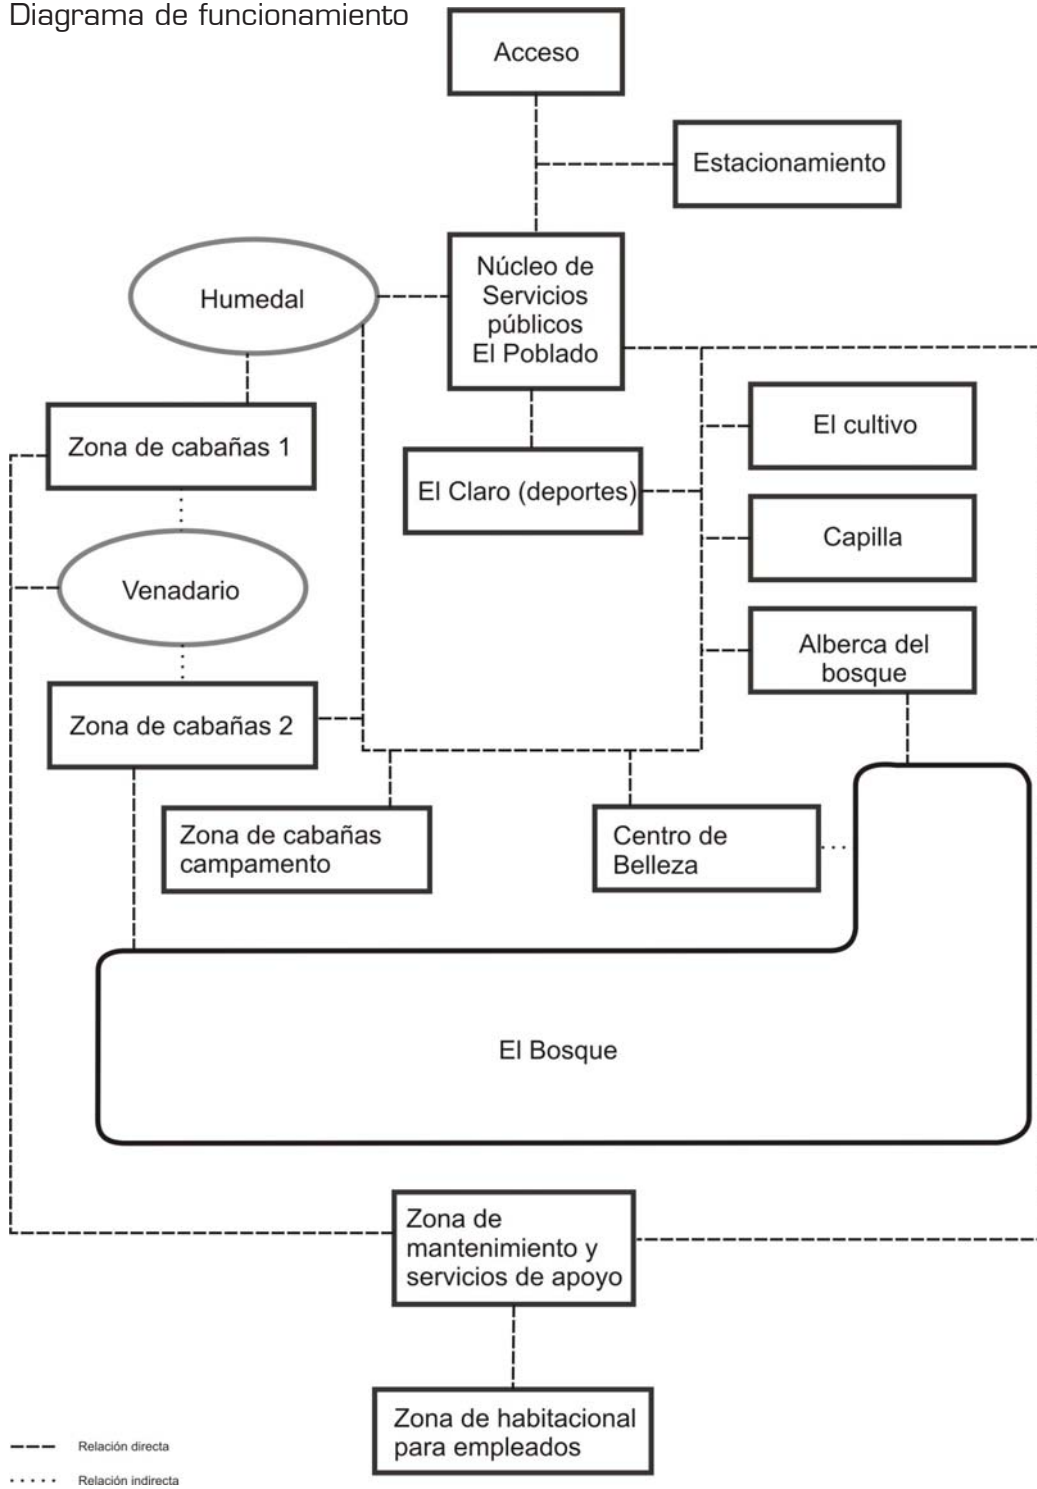 Diagrama de funcionamiento
Acceso
Estacionamiento
Núcleo de
Servicios
públicos
El Poblado
Humedal
El cultivo
Zona de cabañas 1
El Claro (deportes)
Capilla
Venadario
Alberca del
bosque
Zona de cabañas 2
Zona de cabañas
campamento
Centro de
Belleza
El Bosque
Zona de
mantenimiento y
servicios de apoyo
Zona de habitacional
para empleados
Relación directa
Relación indirecta